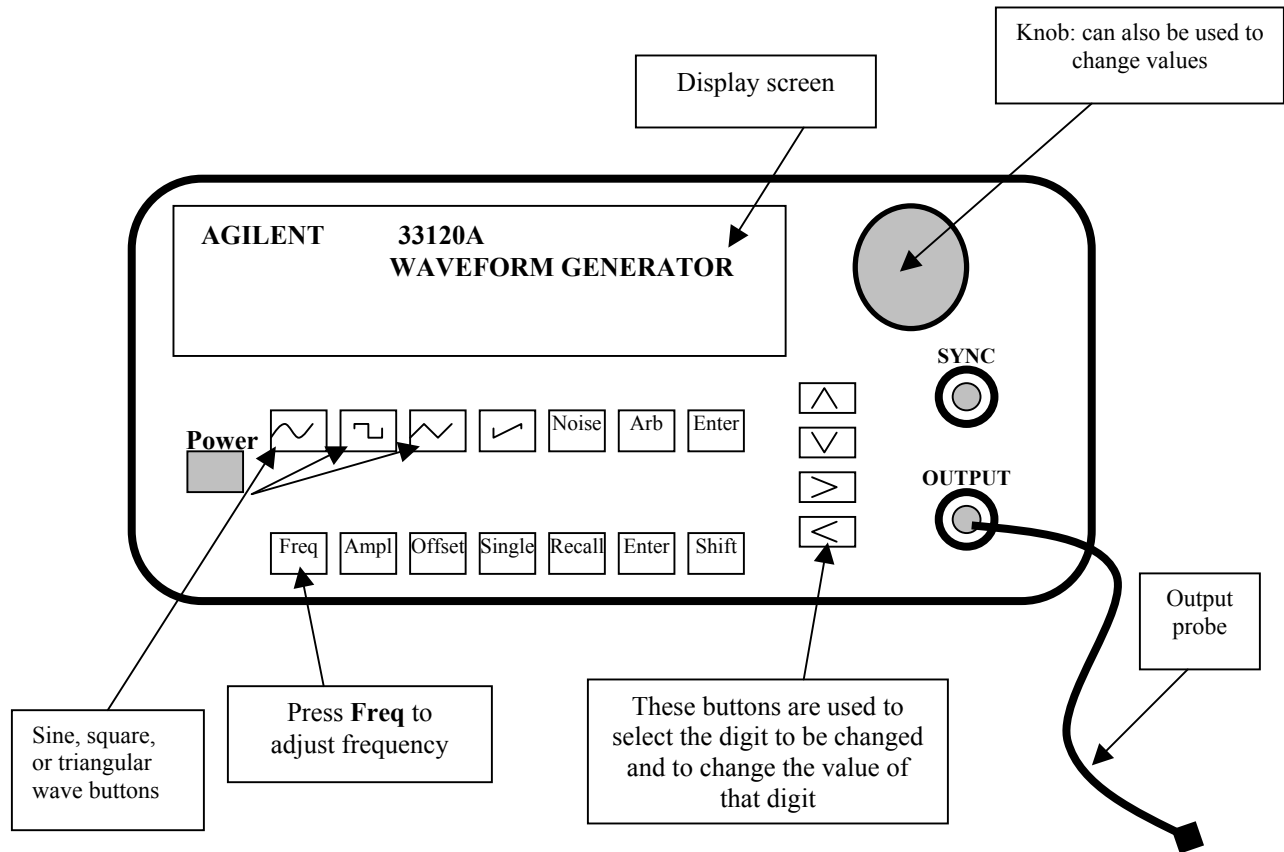 Knob: can also be used to
change values
Display screen
AGILENT 33120A
WAVEFORM GENERATOR
SYNC
Power
Noise
Arb
Enter
OUTPUT
Freq
Ampl
Offset
Single
Recall
Enter
Shift
Output
probe
Sine, square,
or triangular
wave buttons
Press Freq to
adjust frequency
These buttons are used to
select the digit to be changed
and to change the value of
that digit